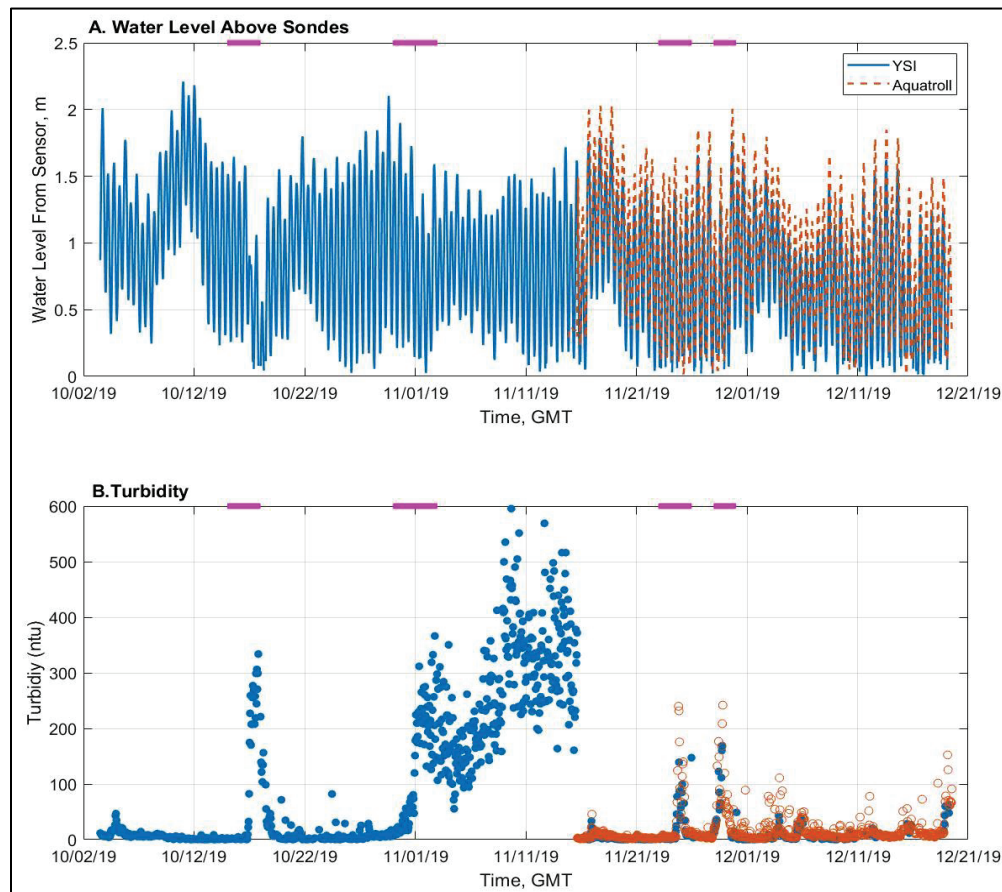 A. Water Level Above Sondes
2.5
2
1.5
1
0.5
0
Water Level From Sensor, m
YSI
Aquatroll
10/02/19 10/12/19 10/22/19 11/01/19 11/11/19 11/21/19 12/01/19 12/11/19 12/21/19
Time, GMT
B.Turbidity
600
500
400
300
200
100
0
Turbidiy (ntu)
10/02/19 10/12/19 10/22/19 11/01/19 11/11/19 11/21/19 12/01/19 12/11/19 12/21/19
Time, GMT